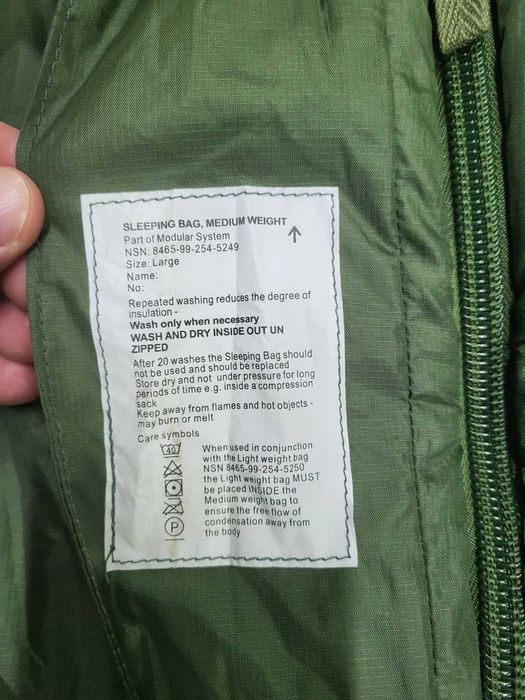 SLEEPING BAG, MEDIUM WEIGHT
Part of Modular System
NSN: 8465-99-254-5249
Size: Large
Name:
No:
Repeated washing reduces the degree of
insulation -
Wash only when necessary
WASH AND DRY INSIDE OUT UN
ZIPPED
After 20 washes the Sleeping Bag should
not be used and should be replaced
Store dry and not under pressure for long
periods of time e.g. inside a compression
sack
Keep away from flames and hot objects -
may burn or melt
Care symbols
40
P
When used in conjunction
with the Light weight bag
NSN 8465-99-254-5250
the Light weight bag MUST
be placed INSIDE the
Medium weight bag to
ensure the free flow of
condensation away from
the body